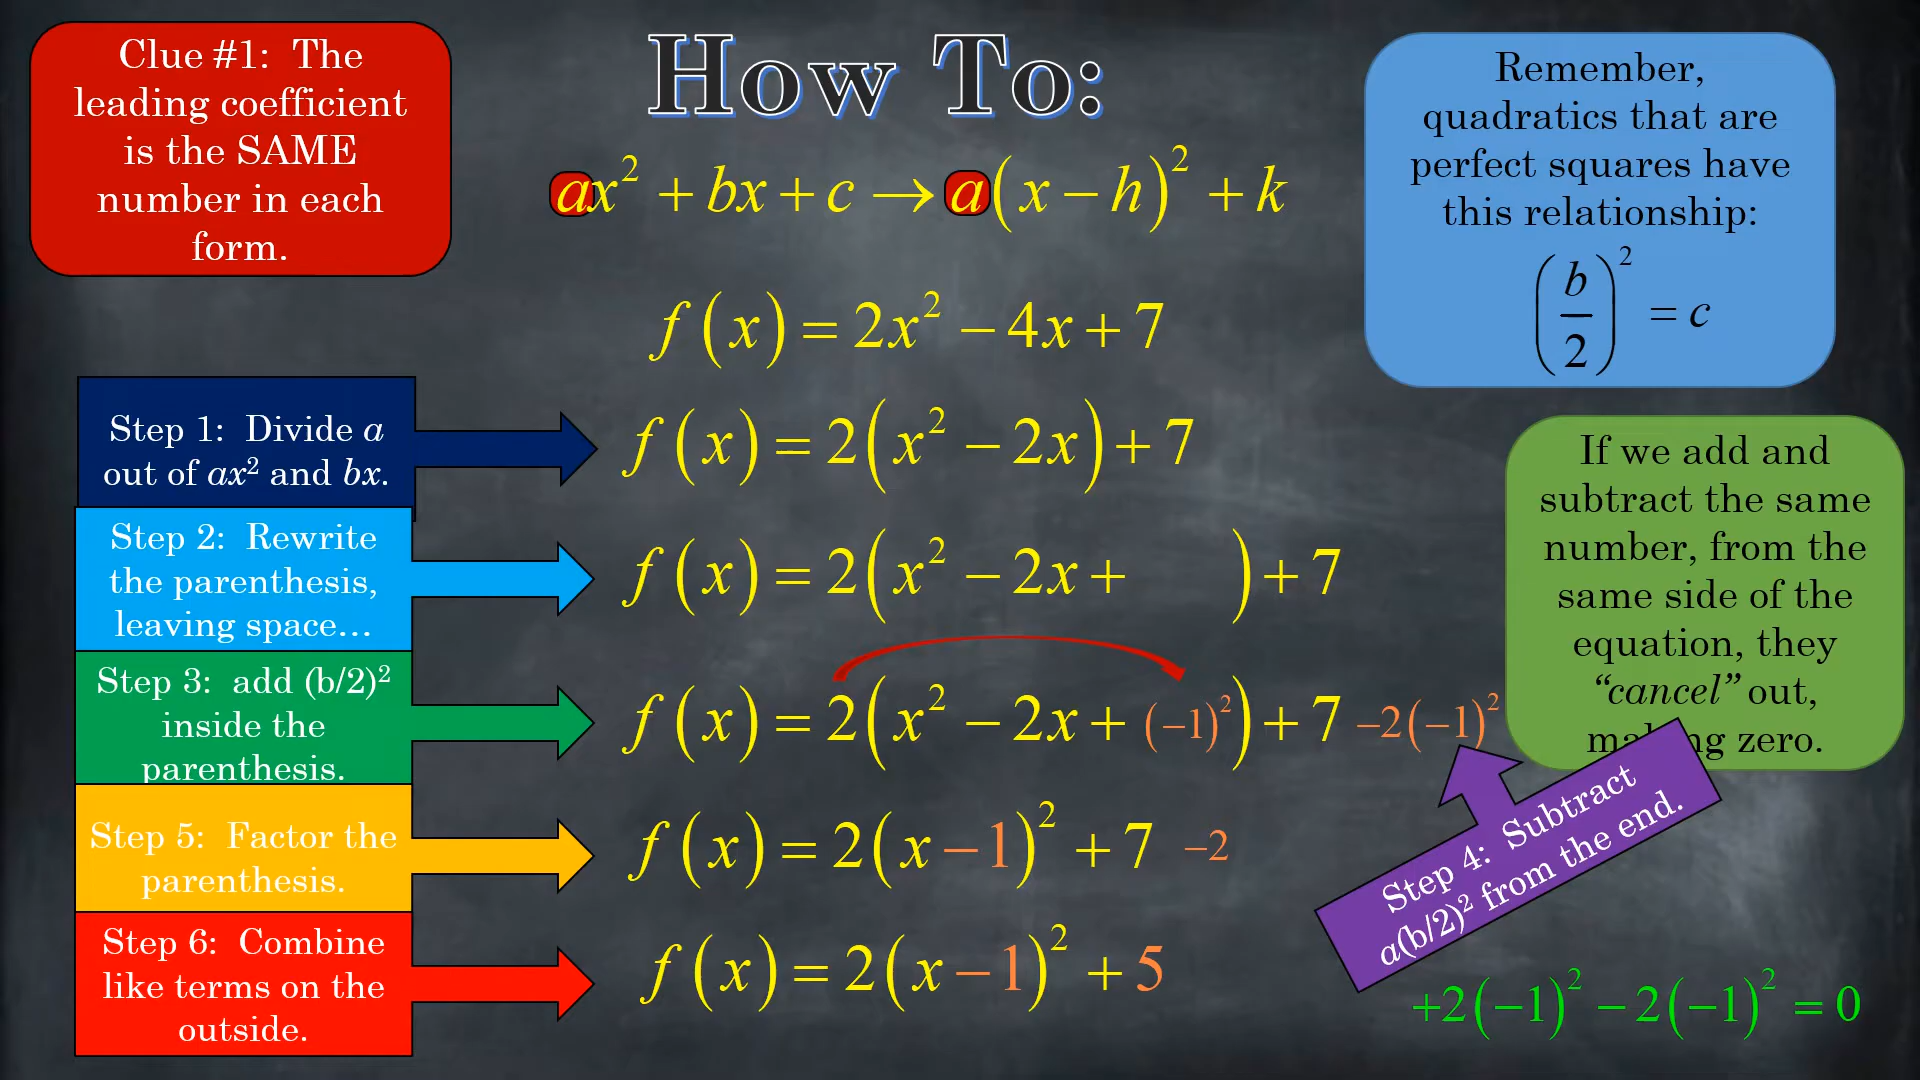 Clue #1: The
leading coefficient
is the SAME
number in each
form.
How To:
ax² + bx + c → a(x − h)² + k
Remember,
quadratics that are
perfect squares have
this relationship:
(b/2)² = c
f(x) = 2x² − 4x + 7
Step 1: Divide a
out of ax² and bx.
f(x) = 2(x² − 2x) + 7
If we add and
subtract the same
number, from the
same side of the
equation, they
“cancel” out,
making zero.
Step 2: Rewrite
the parenthesis,
leaving space...
f(x) = 2(x² − 2x +     ) + 7
Step 3: add (b/2)²
inside the
parenthesis.
f(x) = 2(x² − 2x + (−1)²) + 7 −2(−1)²
Step 4: Subtract
a(b/2)² from the end.
Step 5: Factor the
parenthesis.
f(x) = 2(x − 1)² + 7 −2
Step 6: Combine
like terms on the
outside.
f(x) = 2(x − 1)² + 5
+2(−1)² − 2(−1)² = 0